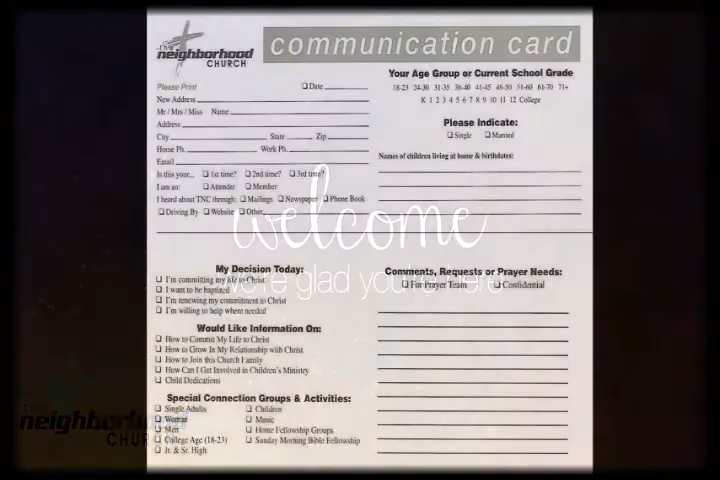 the
neighborhood
CHURCH
communication card
Please Print
Date
New Address
Mr / Mrs / Miss Name
Address
City State Zip
Home Ph. Work Ph.
Email
Is this your... 1st time? 2nd time? 3rd time?
I am an: Attender Member
I heard about TNC through: Mailings Newspaper Phone Book
Driving By Website Other
Your Age Group or Current School Grade
18-23 24-30 31-35 36-40 41-45 46-50 51-60 61-70 71+
K 1 2 3 4 5 6 7 8 9 10 11 12 College
Please Indicate:
Single Married
Names of children living at home & birthdates:
welcome
we're glad you're here
My Decision Today:
I'm committing my life to Christ
I want to be baptized
I'm renewing my commitment to Christ
I'm willing to help where needed
Would Like Information On:
How to Commit My Life to Christ
How to Grow In My Relationship with Christ
How to Join this Church Family
How Can I Get Involved in Children's Ministry
Child Dedications
Special Connection Groups & Activities:
Single Adults Children
Women Music
Men Home Fellowship Groups
College Age (18-23) Sunday Morning Bible Fellowship
Jr. & Sr. High
Comments, Requests or Prayer Needs:
For Prayer Team Confidential
the
neighborhood
CHURCH